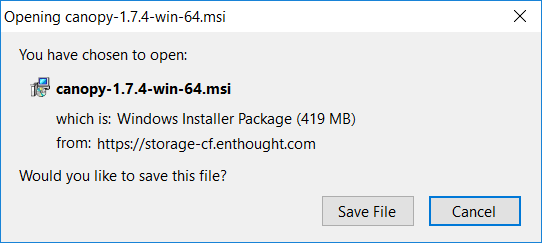 Opening canopy-1.7.4-win-64.msi
You have chosen to open:
canopy-1.7.4-win-64.msi
which is: Windows Installer Package (419 MB)
from: https://storage-cf.enthought.com
Would you like to save this file?
Save File Cancel